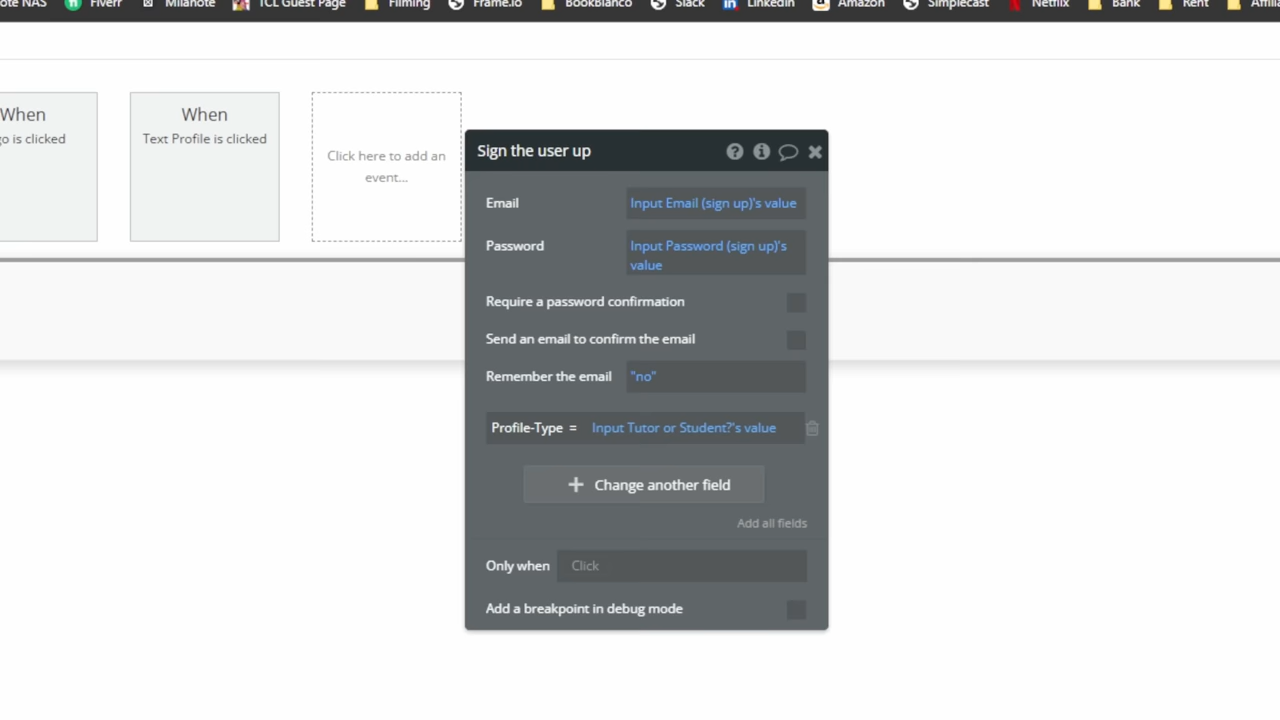 ote NAS Fiverr Milanote TCL Guest Page Filming Frame.io BookBlanco Slack LinkedIn Amazon Simplecast Netflix Bank Rent Affili
When
go is clicked
When
Text Profile is clicked
Click here to add an
event...
Sign the user up
Email
Input Email (sign up)'s value
Password
Input Password (sign up)'s
value
Require a password confirmation
Send an email to confirm the email
Remember the email
"no"
Profile-Type = Input Tutor or Student?'s value
Change another field
Add all fields
Only when
Click
Add a breakpoint in debug mode